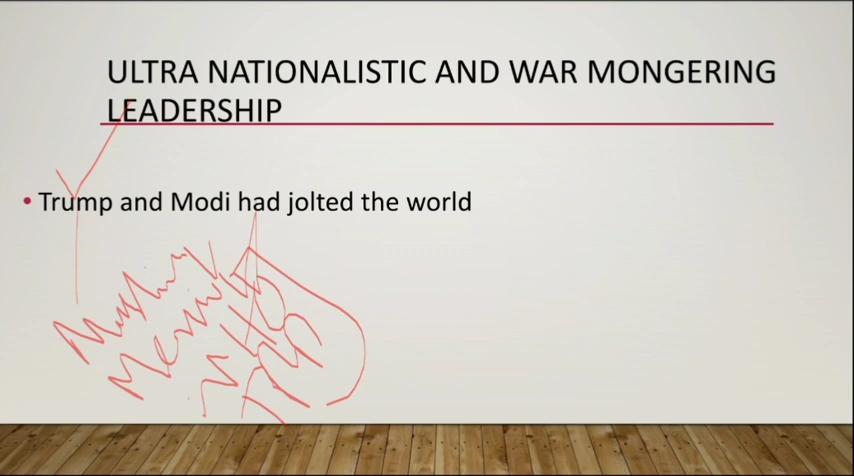 ULTRA NATIONALISTIC AND WAR MONGERING
LEADERSHIP
• Trump and Modi had jolted the world